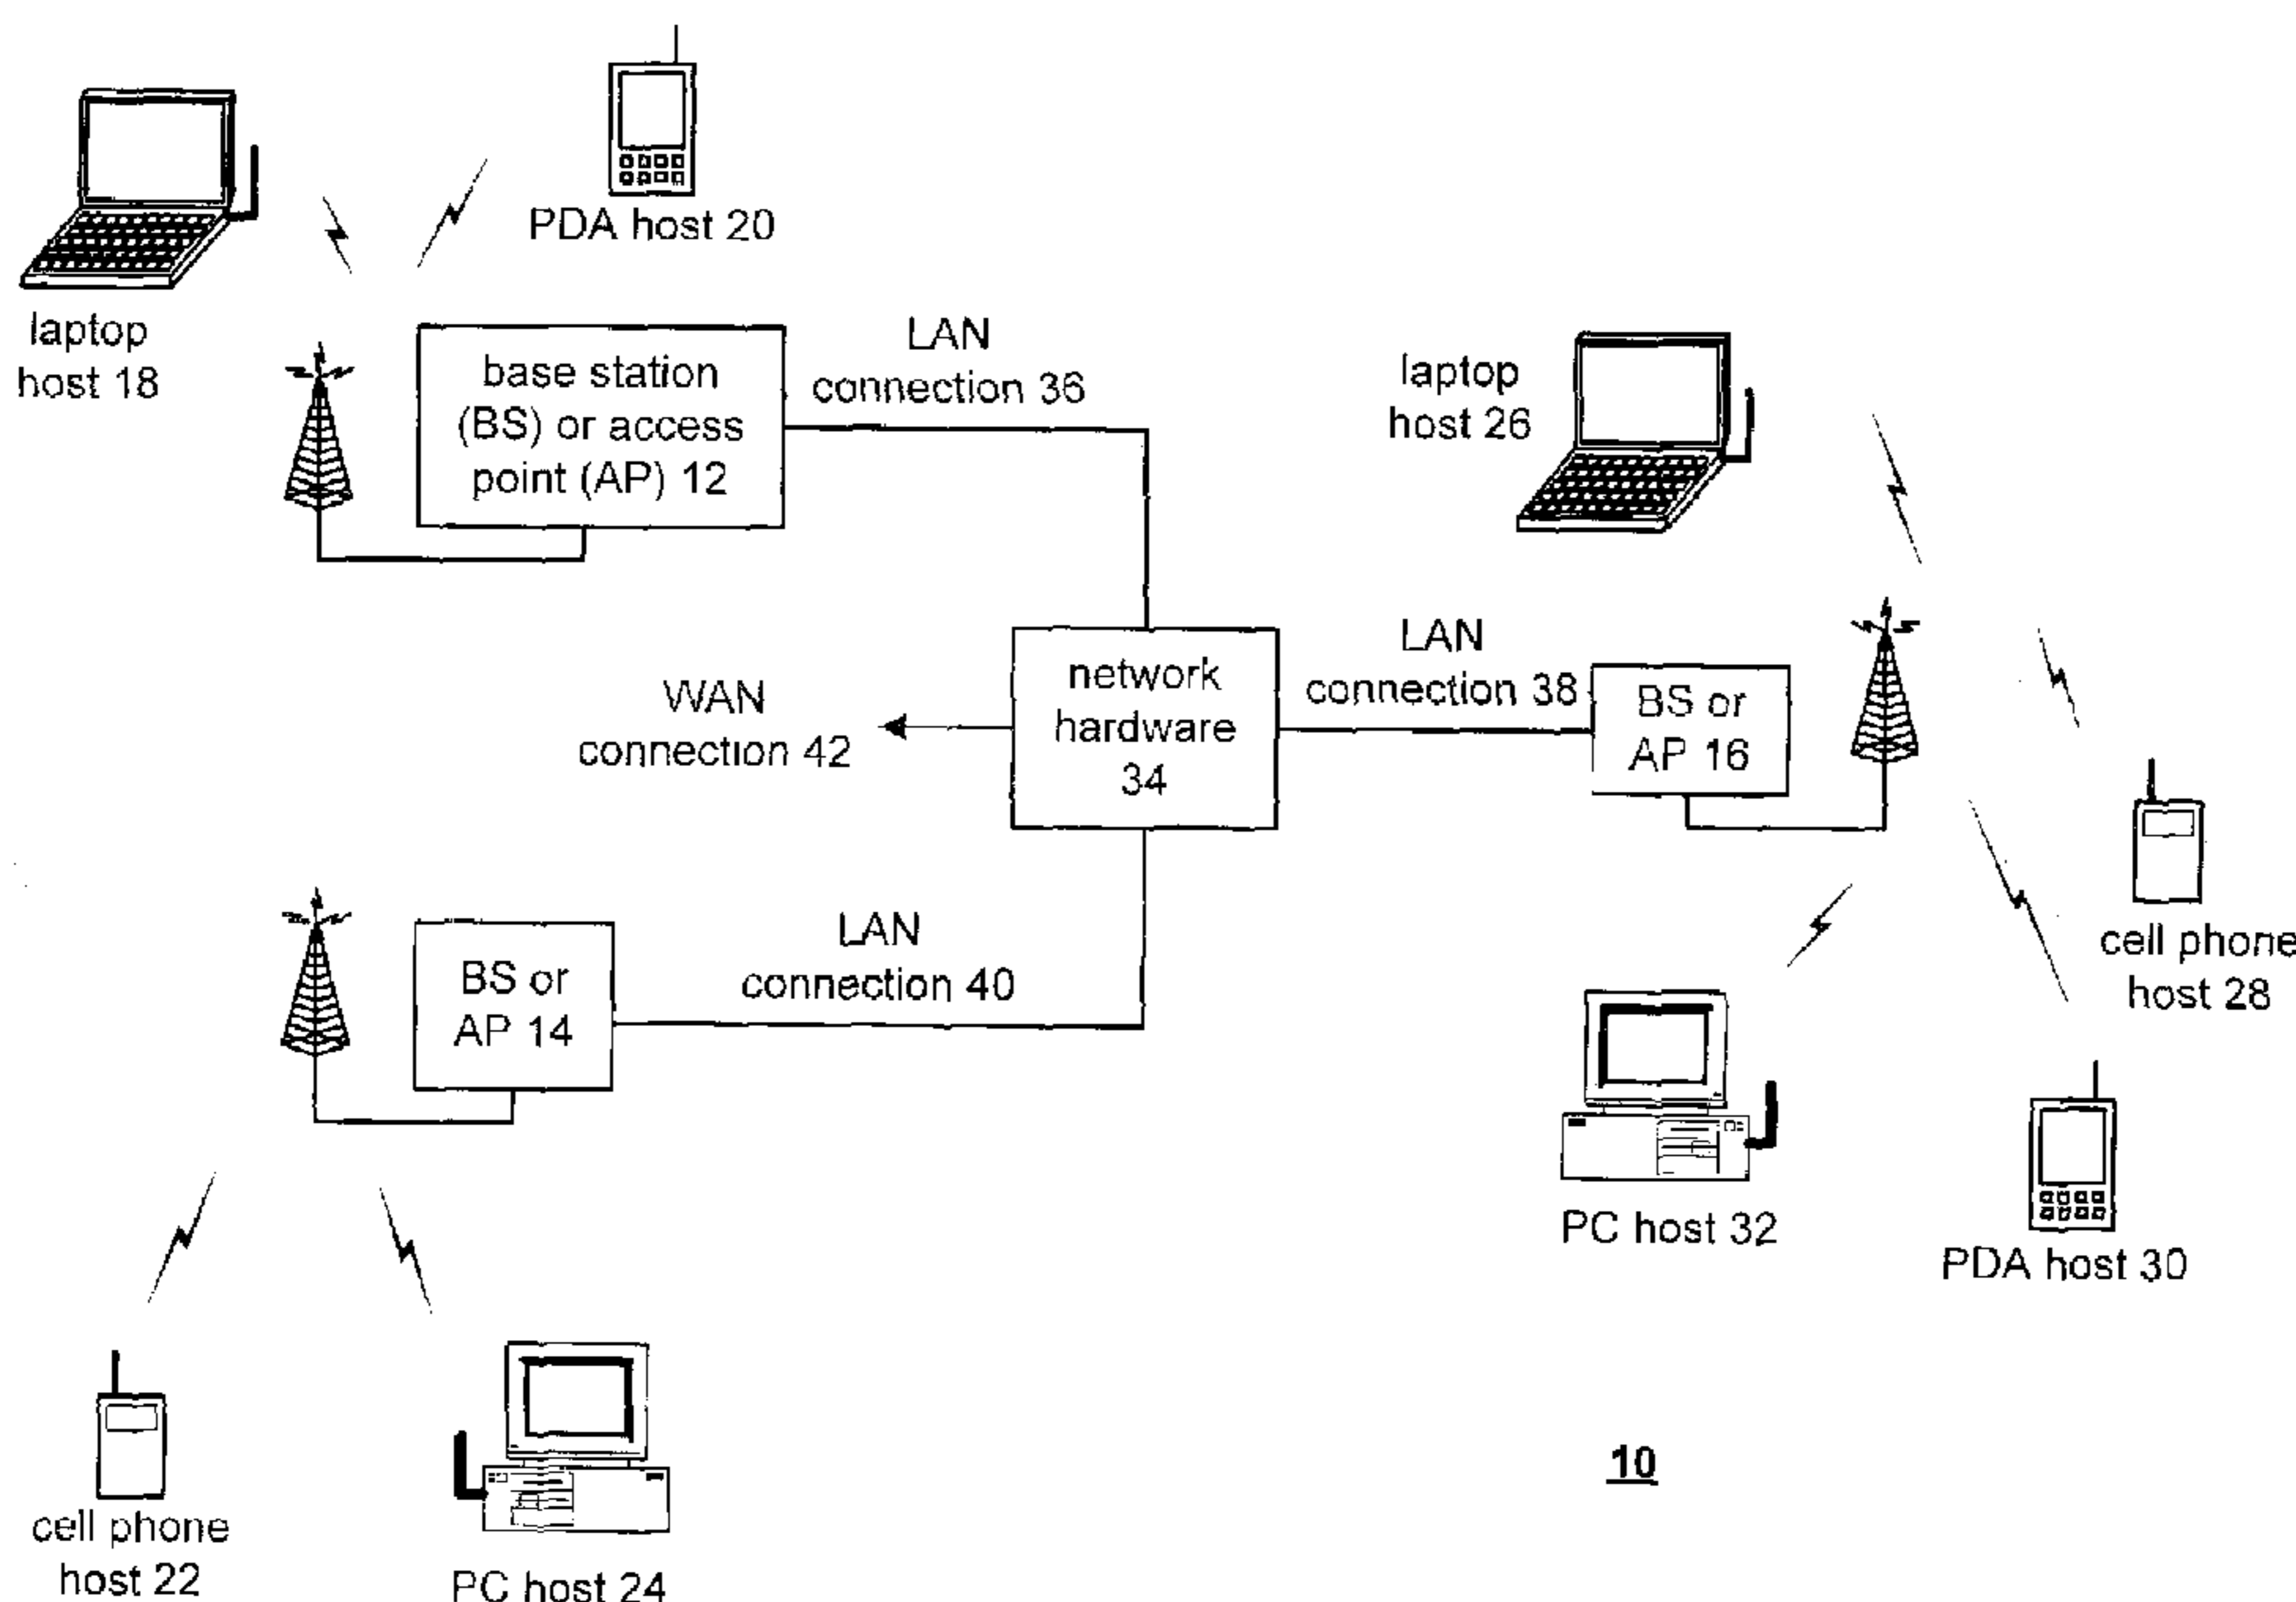 PDA host 20
laptop
host 18
base station
(BS) or access
point (AP) 12
LAN
connection 36
laptop
host 26
WAN
connection 42
network
hardware
34
LAN
connection 38
BS or
AP 16
cell phone
host 28
LAN
connection 40
BS or
AP 14
PC host 32
PDA host 30
cell phone
host 22
PC host 24
10